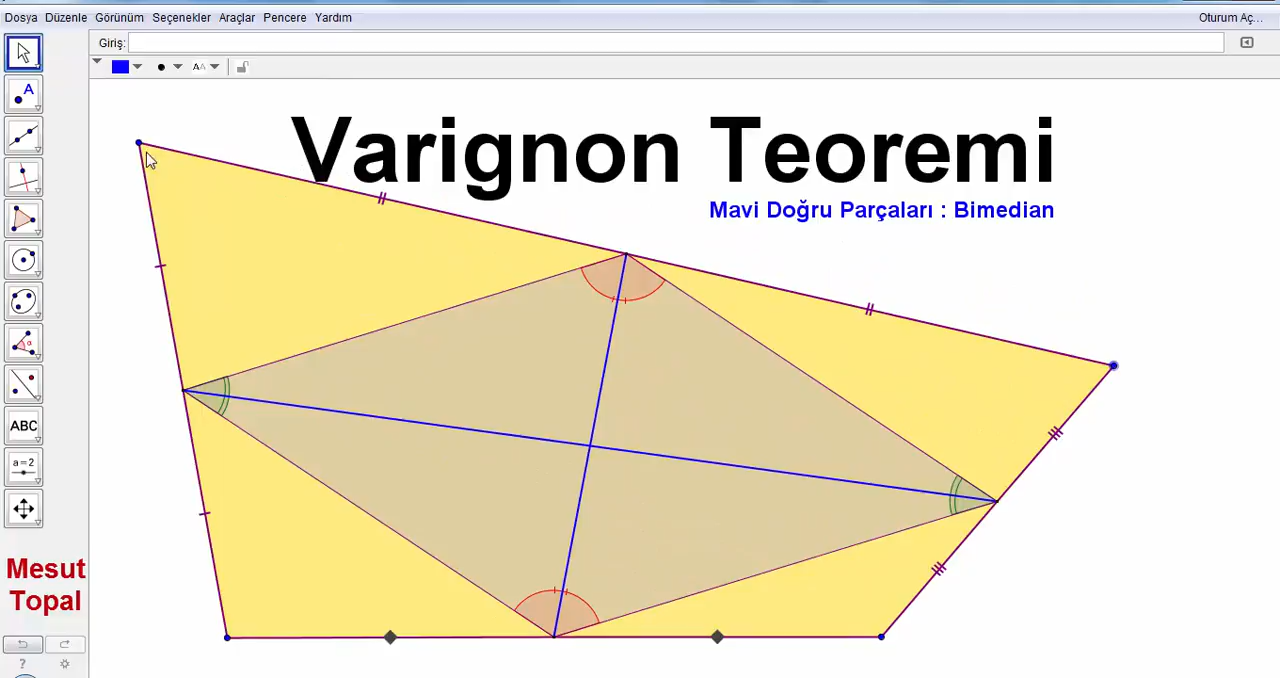 Dosya Düzenle Görünüm Seçenekler Araçlar Pencere Yardım Oturum Aç...
Giriş:
AA
A
Varignon Teoremi
Mavi Doğru Parçaları : Bimedian
α
ABC
a=2
Mesut
Topal
?